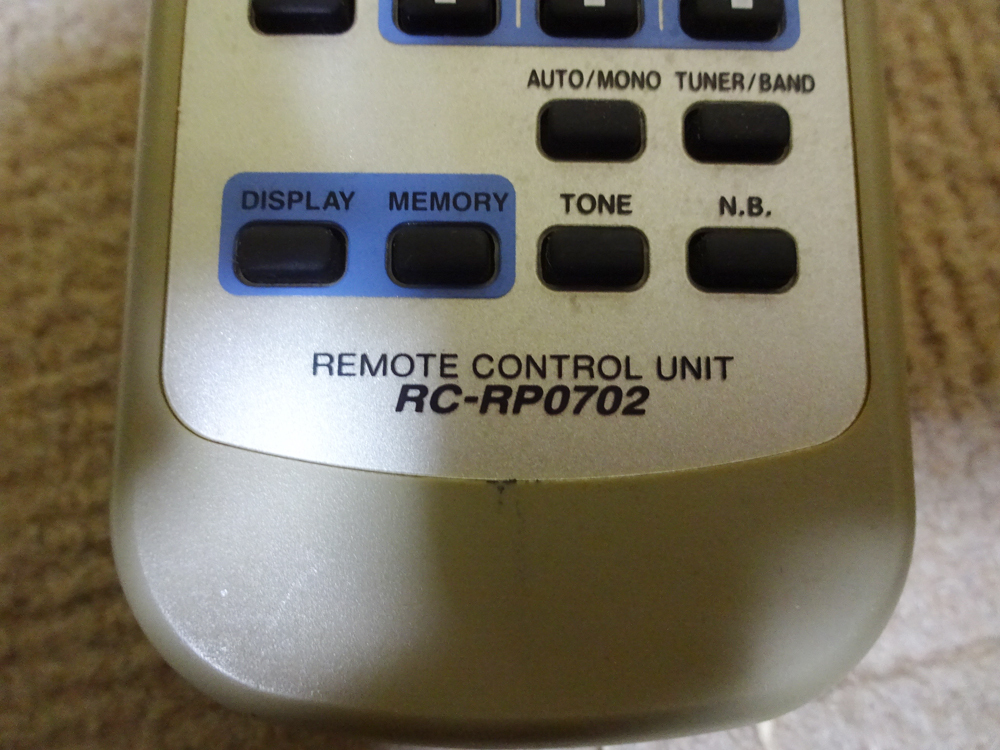 AUTO/MONO TUNER/BAND
DISPLAY MEMORY TONE N.B.
REMOTE CONTROL UNIT
RC-RP0702